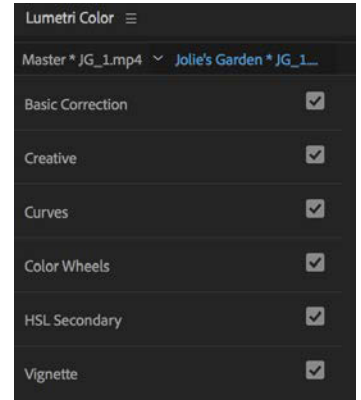 Lumetri Color
Master * JG_1.mp4 Jolie's Garden * JG_1...
Basic Correction
Creative
Curves
Color Wheels
HSL Secondary
Vignette